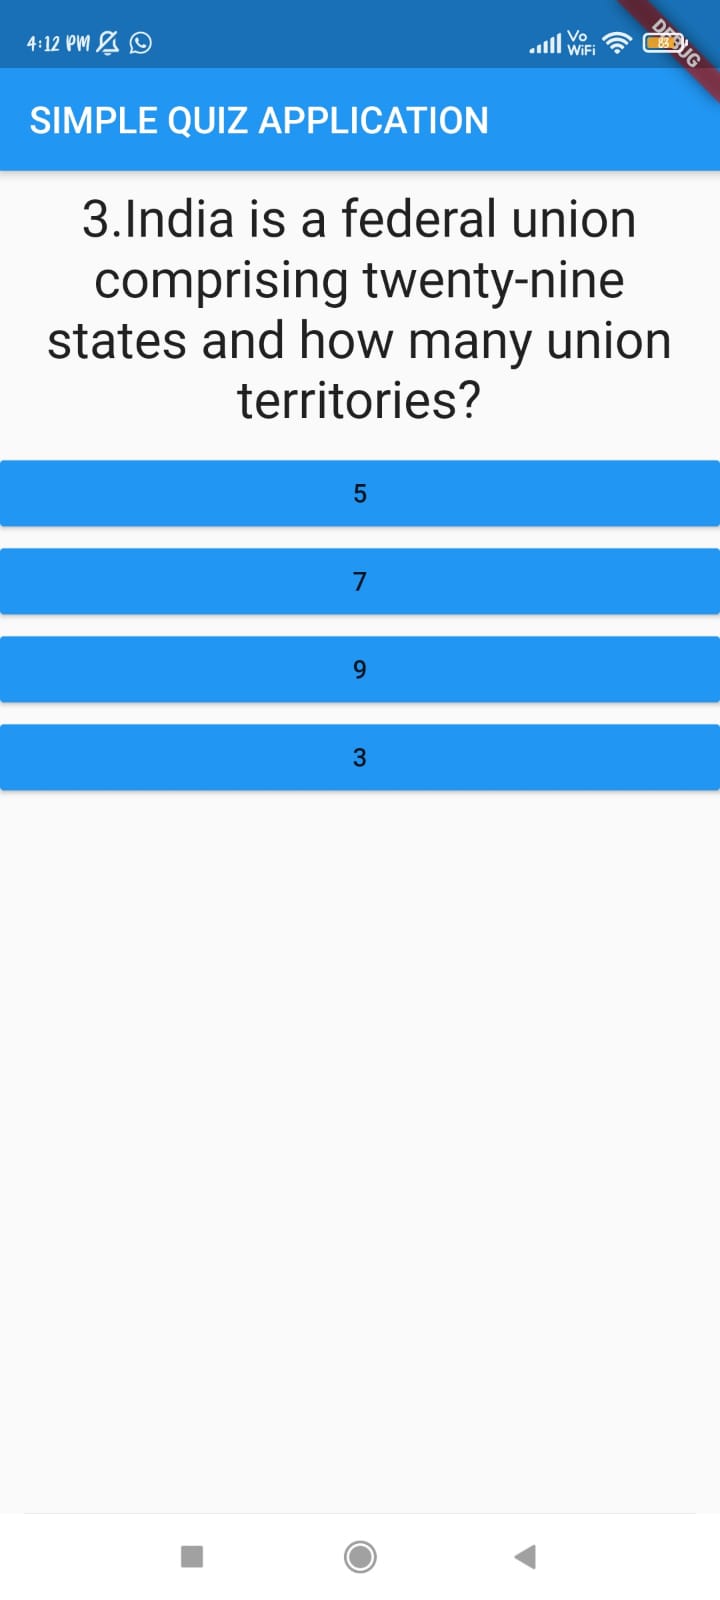 4:12 PM
Vo
WiFi
83
DEBUG
SIMPLE QUIZ APPLICATION
3.India is a federal union
comprising twenty-nine
states and how many union
territories?
5
7
9
3